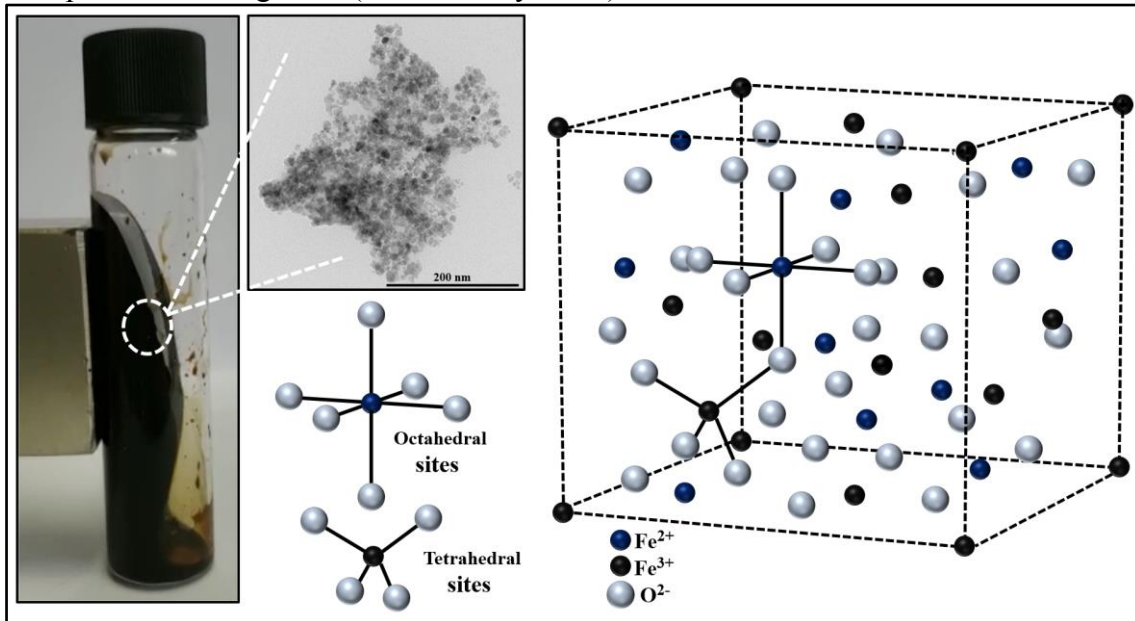 200 nm
Octahedral
sites
Tetrahedral
sites
Fe²⁺
Fe³⁺
O²⁻